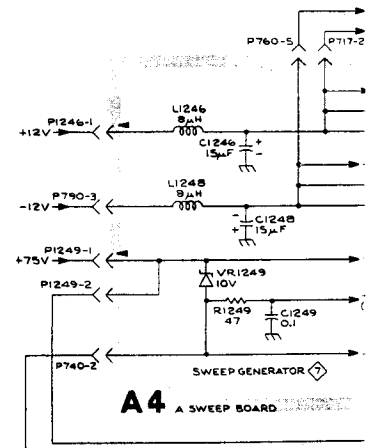 P760-5 P717-2
P1246-1
L1246
8µH
+12V
C1246
15µF
+
-
P790-3
L1248
8µH
-12V
-
+
C1248
15µF
P1249-1
+75V
VR1249
10V
P1249-2
R1249
47
C1249
0.1
P740-2
SWEEP GENERATOR 7
A4 A SWEEP BOARD